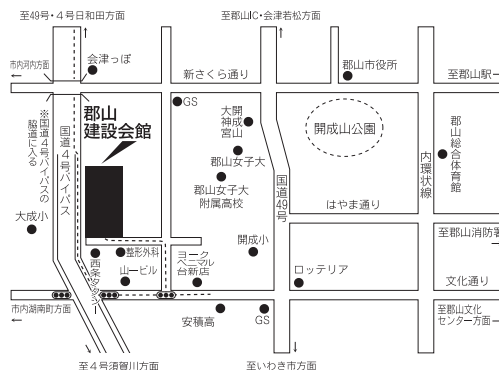 至49号・4号日和田方面
至郡山IC・会津若松方面
市内河内方面
会津っぽ
新さくら通り
郡山市役所
至郡山駅
GS
郡山
建設会館
大開
神成
宮山
開成山公園
郡山総合体育館
郡山女子大
※国道4号バイパスの
脇道に入る
国道4号バイパス
郡山女子大
附属高校
国道49号
内環状線
はやま通り
大成小
至郡山消防署
開成小
整形外科
西条クリーン
ヨーク
ベニマル
台新店
山一ビル
ロッテリア
文化通り
市内湖南町方面
安積高
GS
至郡山文化
センター方面
至4号須賀川方面
至いわき市方面